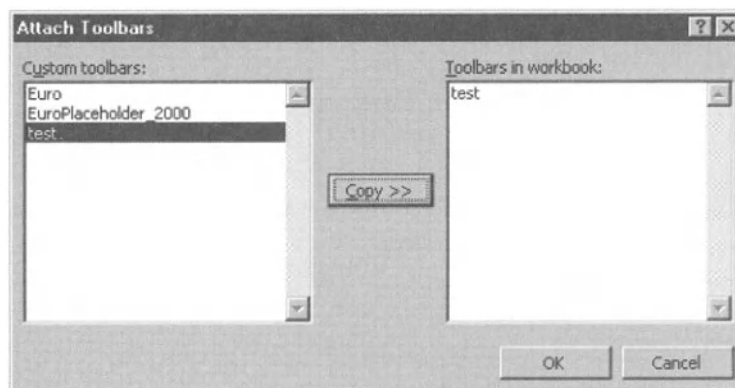 Attach Toolbars
Custom toolbars:
Euro
EuroPlaceholder_2000
test
Copy >>
Toolbars in workbook:
test
OK
Cancel